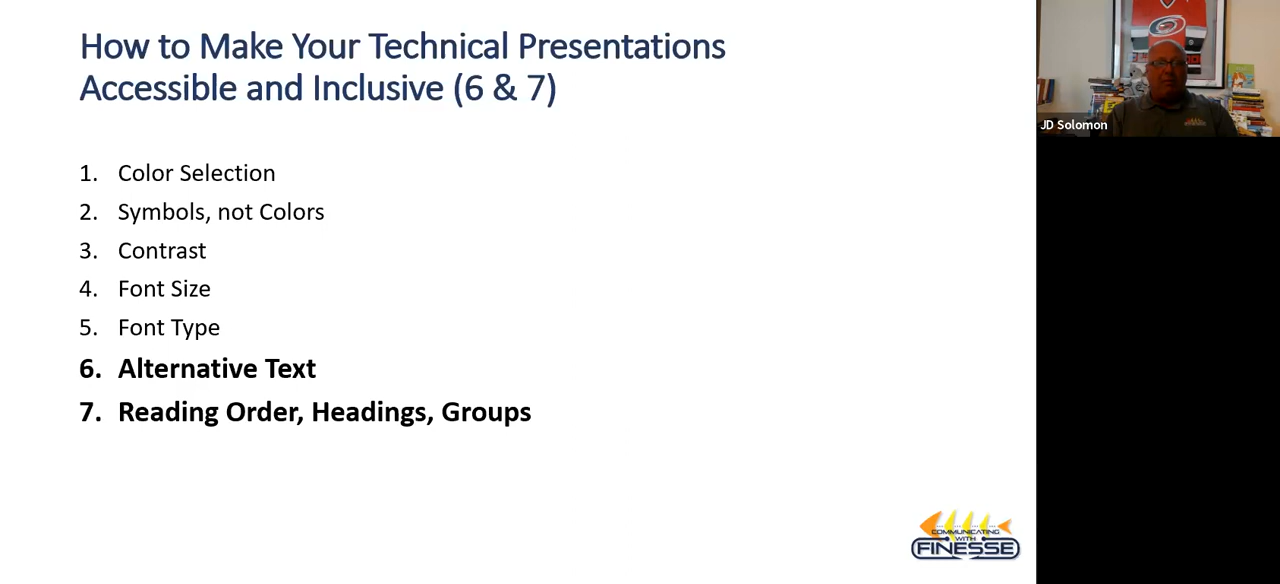 How to Make Your Technical Presentations
Accessible and Inclusive (6 & 7)
1. Color Selection
2. Symbols, not Colors
3. Contrast
4. Font Size
5. Font Type
6. Alternative Text
7. Reading Order, Headings, Groups
COMMUNICATING
WITH
FINESSE
JD Solomon